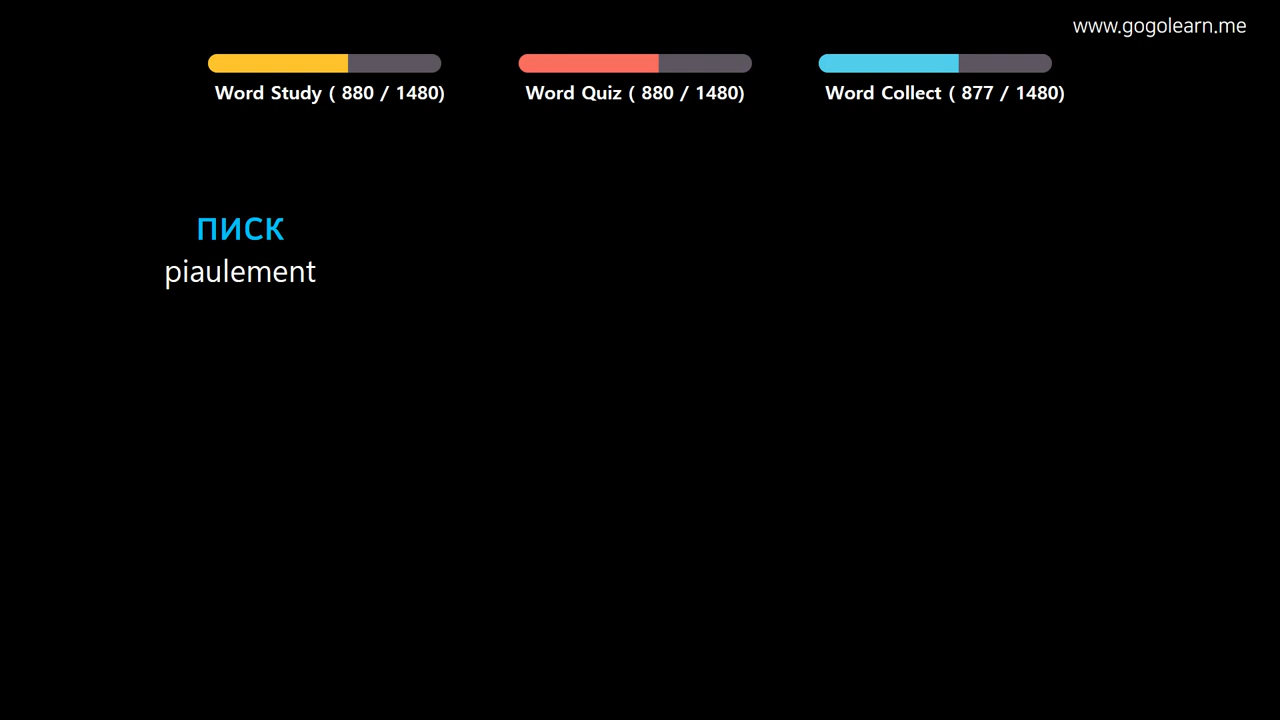 www.gogolearn.me
Word Study ( 880 / 1480)
Word Quiz ( 880 / 1480)
Word Collect ( 877 / 1480)
писк
piaulement